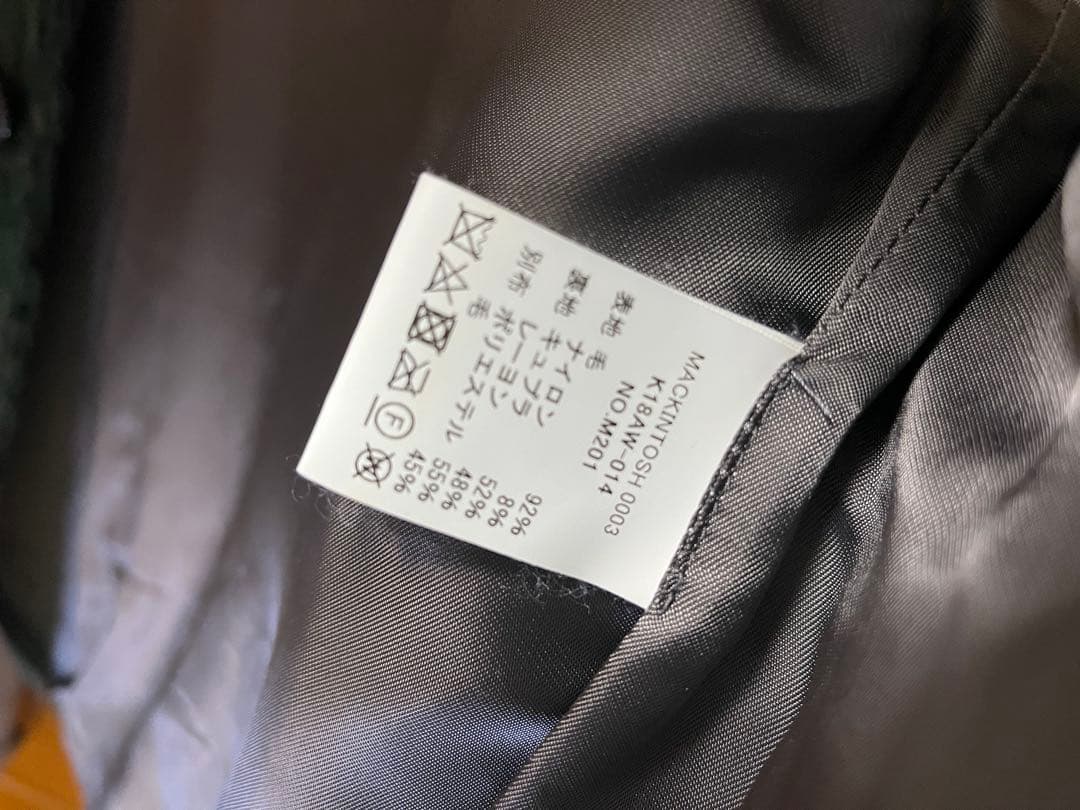 MACKINTOSH 0003
K18AW-014
NO.M201
表地 毛 92%
ナイロン 8%
裏地 キュプラ 52%
レーヨン 48%
別布 ポリエステル 55%
毛 45%
F